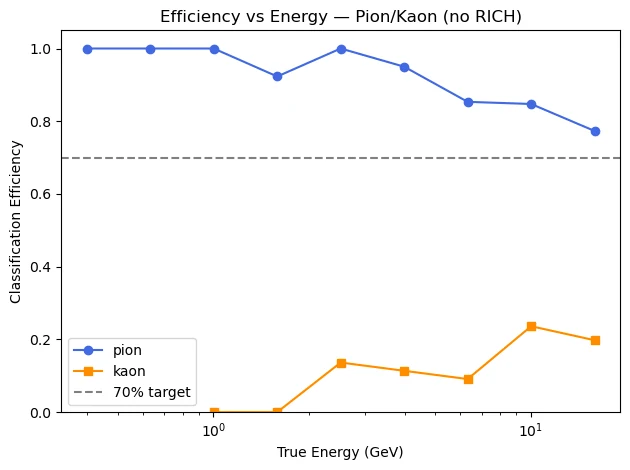 Efficiency vs Energy — Pion/Kaon (no RICH)
Classification Efficiency
1.0
0.8
0.6
0.4
0.2
0.0
pion
kaon
70% target
10⁰
10¹
True Energy (GeV)